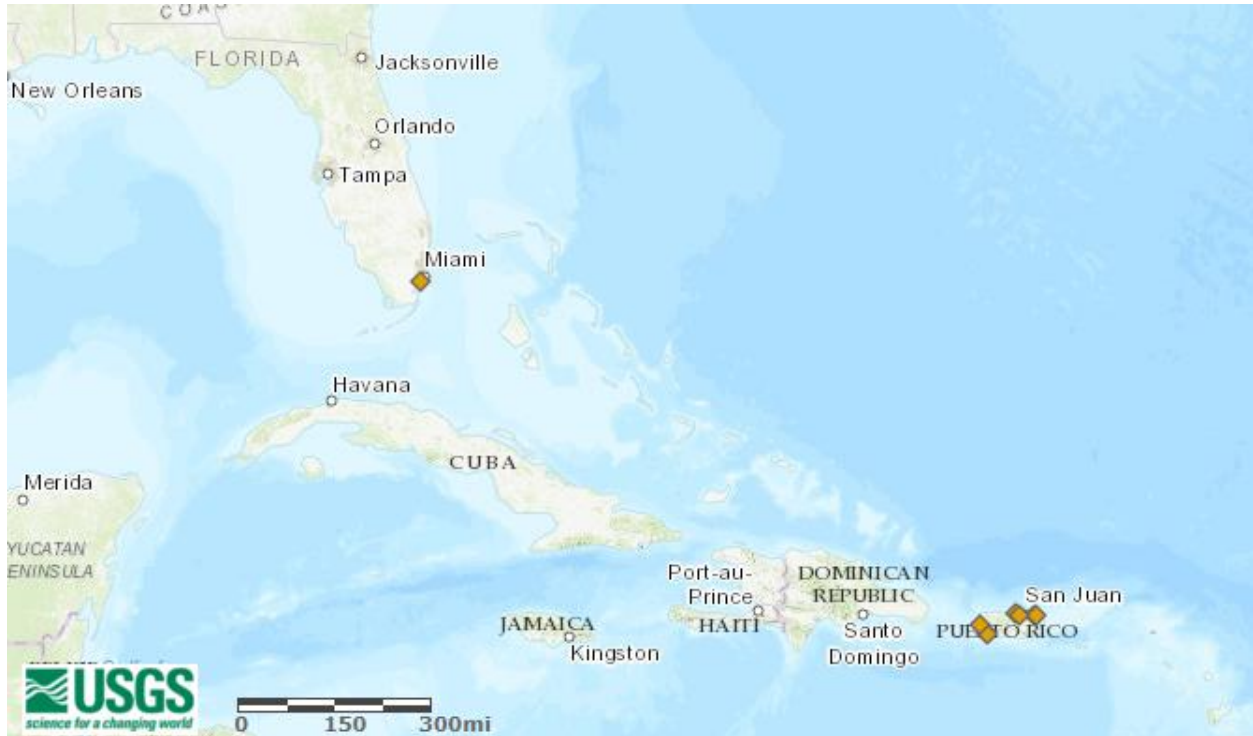 COAS
FLORIDA
Jacksonville
New Orleans
Orlando
Tampa
Miami
Havana
CUBA
Merida
YUCATAN
ENINSULA
Port-au-
Prince
DOMINICAN
REPUBLIC
San Juan
JAMAICA
HAITI
Santo
Domingo
PUERTO RICO
Kingston
USGS
science for a changing world
0 150 300mi